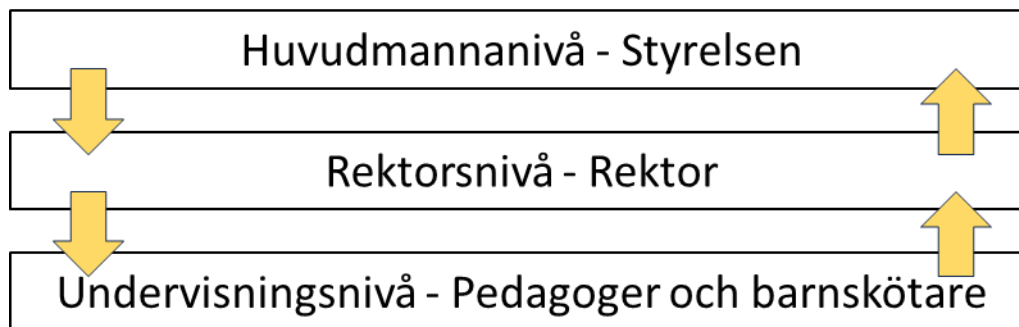 Huvudmannanivå - Styrelsen
Rektorsnivå - Rektor
Undervisningsnivå - Pedagoger och barnskötare